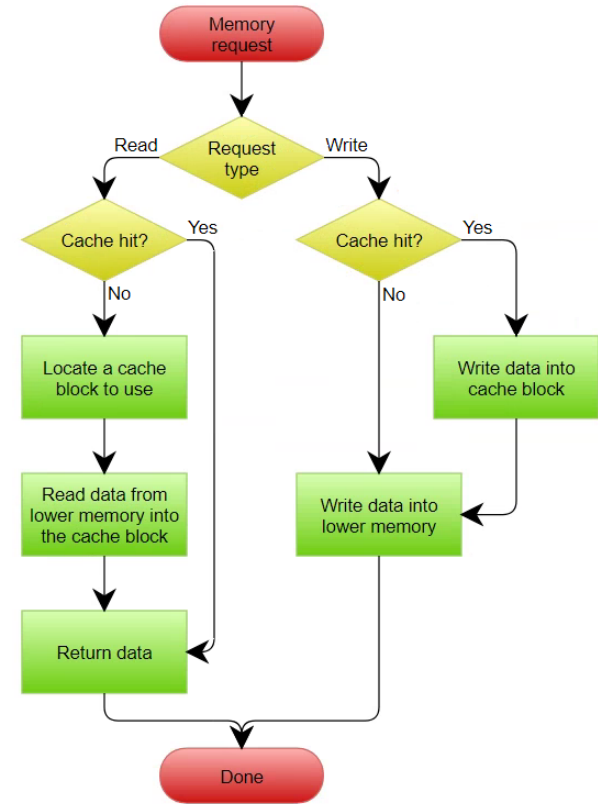 Memory
request
Read
Request
type
Write
Cache hit?
Yes
Cache hit?
Yes
No
No
Locate a cache
block to use
Write data into
cache block
Read data from
lower memory into
the cache block
Write data into
lower memory
Return data
Done